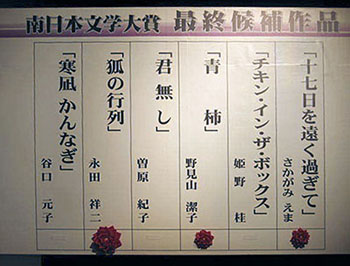 南日本文学大賞 最終候補作品
「十七日を遠く過ぎて」
さかがみ えま
「チキン・イン・ザ・ボックス」
姫野 桂
「青柿」
野見山 潔子
「君無し」
曽原 紀子
「狐の行列」
永田 祥二
「寒凪 かんなぎ」
谷口 元子